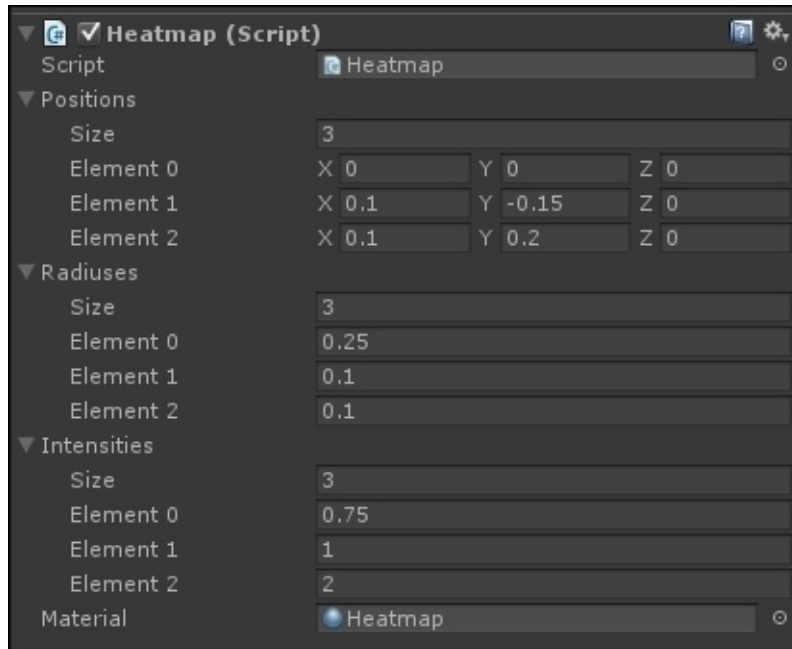 Heatmap (Script)
Script Heatmap
Positions
Size 3
Element 0 X 0 Y 0 Z 0
Element 1 X 0.1 Y -0.15 Z 0
Element 2 X 0.1 Y 0.2 Z 0
Radiuses
Size 3
Element 0 0.25
Element 1 0.1
Element 2 0.1
Intensities
Size 3
Element 0 0.75
Element 1 1
Element 2 2
Material Heatmap